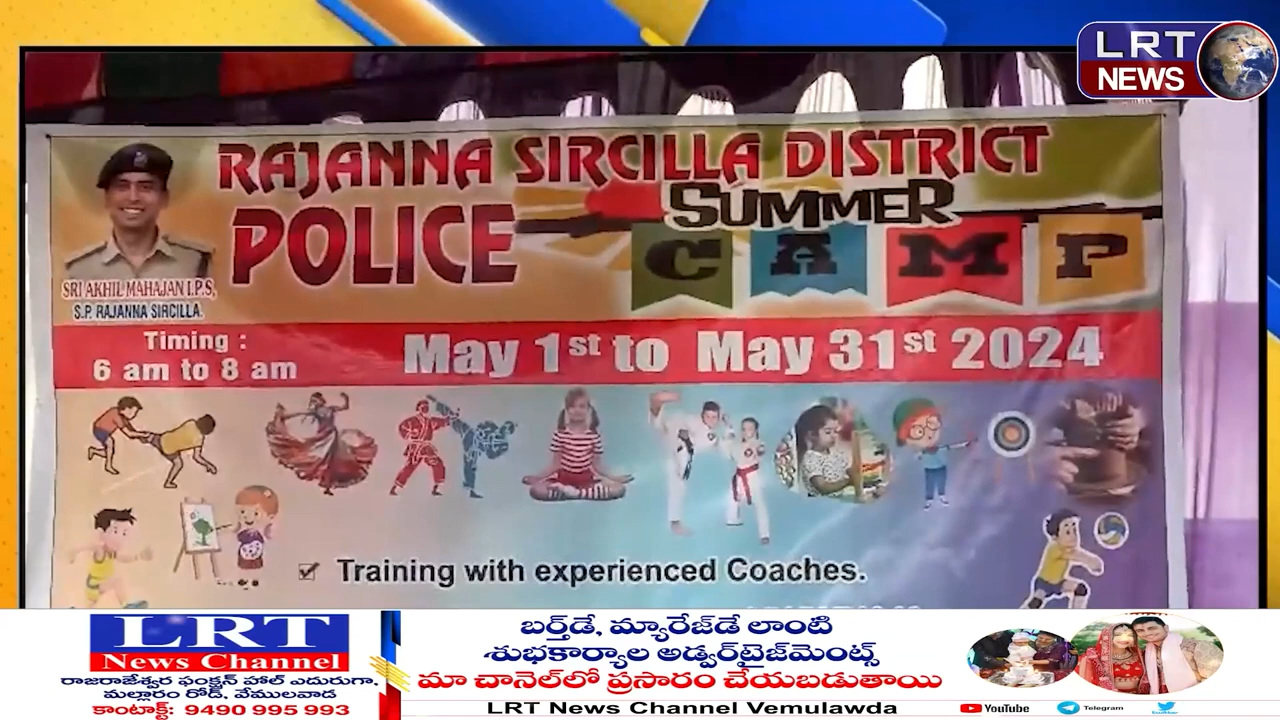 LRT
NEWS
RAJANNA SIRCILLA DISTRICT
POLICE
SUMMER
CAMP
SRI AKHIL MAHAJAN I.P.S,
S.P. RAJANNA SIRCILLA.
Timing :
6 am to 8 am
May 1st to May 31st 2024
Training with experienced Coaches.
LRT
News Channel
రాజరాజేశ్వర ఫంక్షన్ హాల్ ఎదురుగా,
మల్లారం రోడ్, వేములవాడ
కాంటాక్ట్: 9490 995 993
బర్త్‌డే, మ్యారేజ్‌డే లాంటి
శుభకార్యాల అడ్వర్‌టైజ్‌మెంట్స్
మా చానెల్‌లో ప్రసారం చేయబడుతాయి
LRT News Channel Vemulawda
YouTube
Telegram